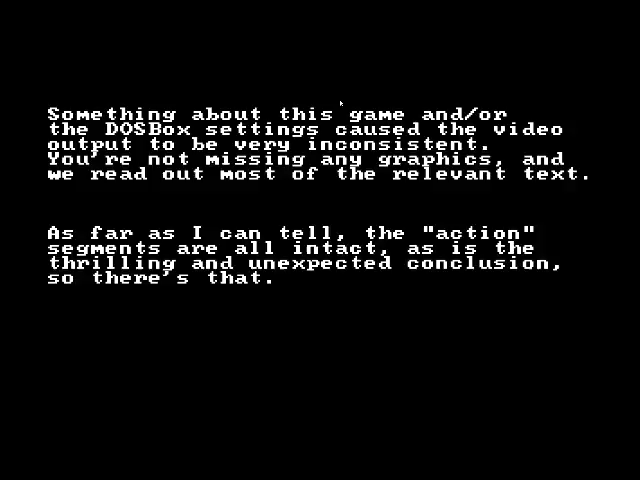 Something about this game and/or
the DOSBox settings caused the video
output to be very inconsistent.
You're not missing any graphics, and
we read out most of the relevant text.
As far as I can tell, the "action"
segments are all intact, as is the
thrilling and unexpected conclusion,
so there's that.